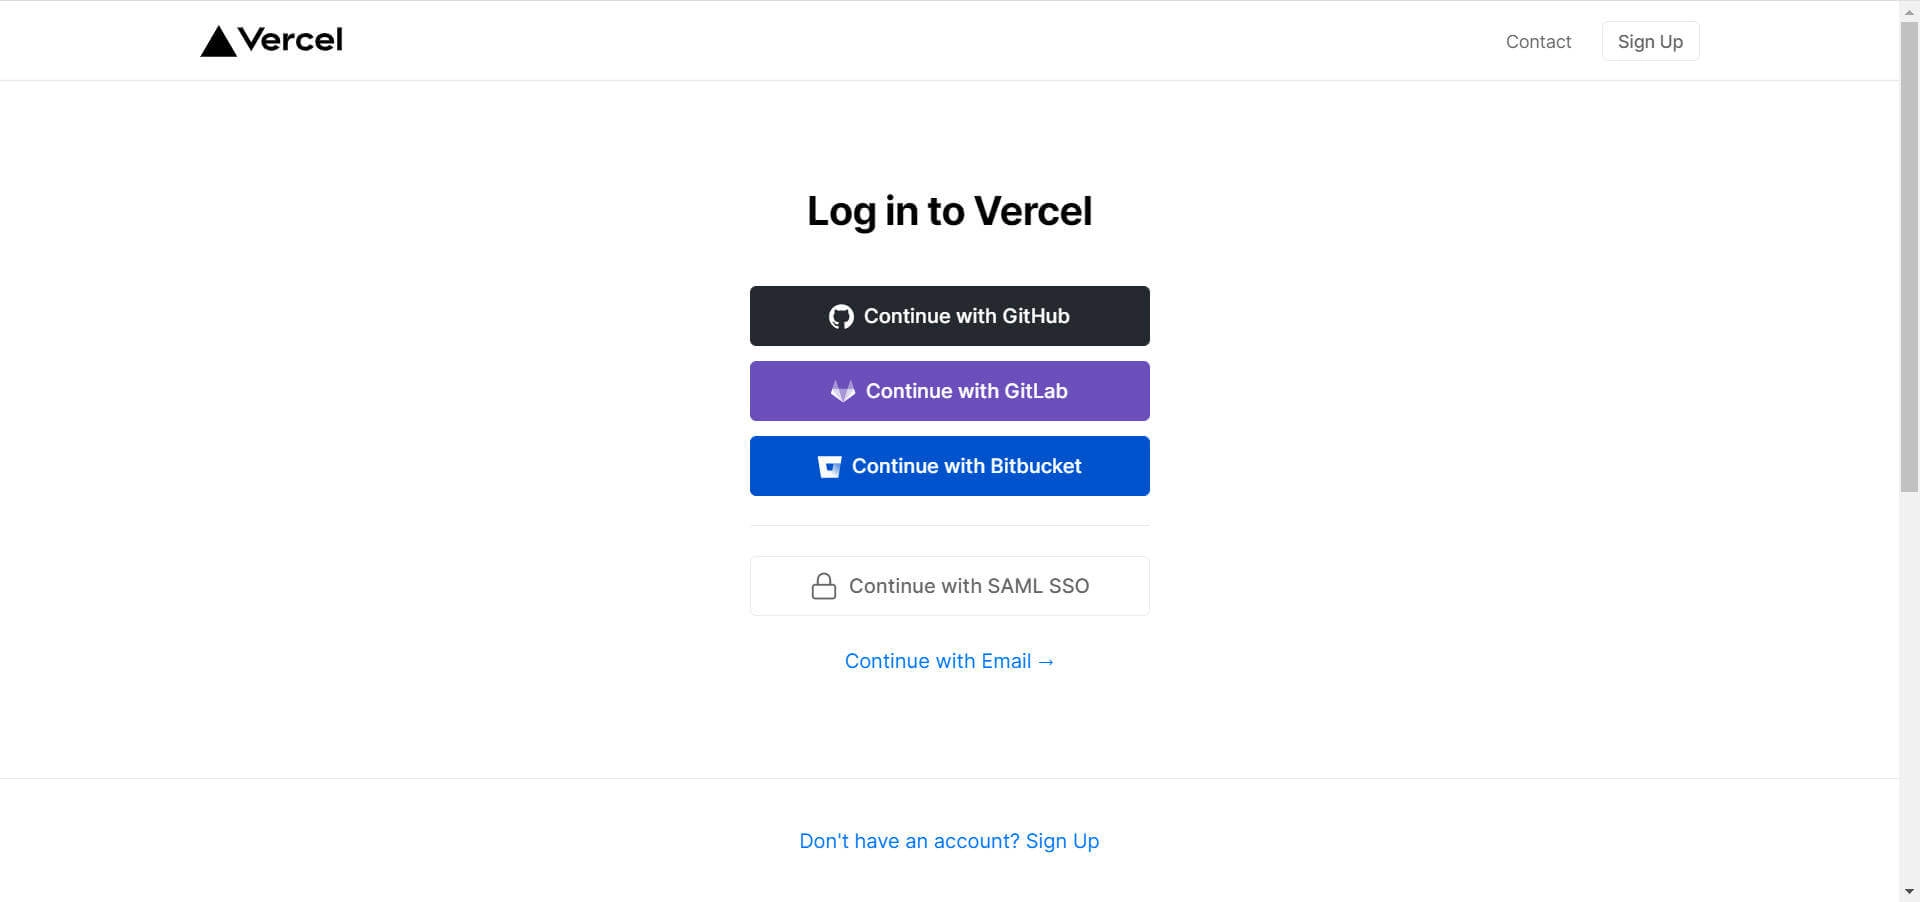 Vercel
Contact
Sign Up
Log in to Vercel
Continue with GitHub
Continue with GitLab
Continue with Bitbucket
Continue with SAML SSO
Continue with Email →
Don't have an account? Sign Up